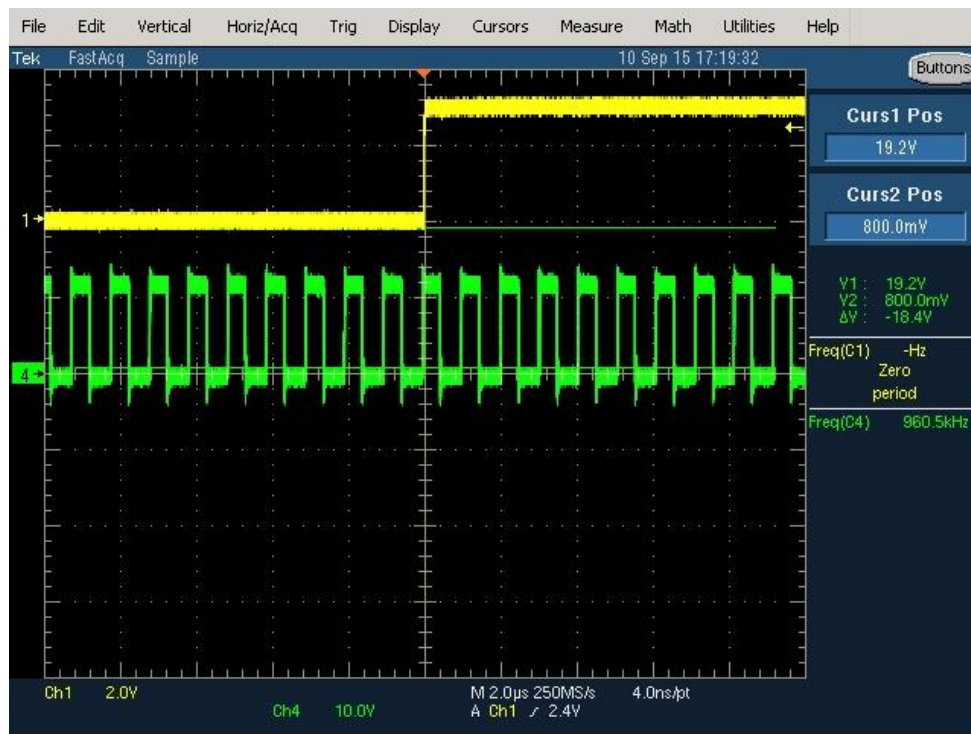 File Edit Vertical Horiz/Acq Trig Display Cursors Measure Math Utilities Help
Tek FastAcq Sample 10 Sep 15 17:19:32
Buttons
Curs1 Pos
19.2V
Curs2 Pos
800.0mV
1
V1 : 19.2V
V2 : 800.0mV
ΔV : -18.4V
Freq(C1) -Hz
Zero
period
4
Freq(C4) 960.5kHz
Ch1 2.0V M 2.0µs 250MS/s 4.0ns/pt
Ch4 10.0V A Ch1 ∕ 2.4V